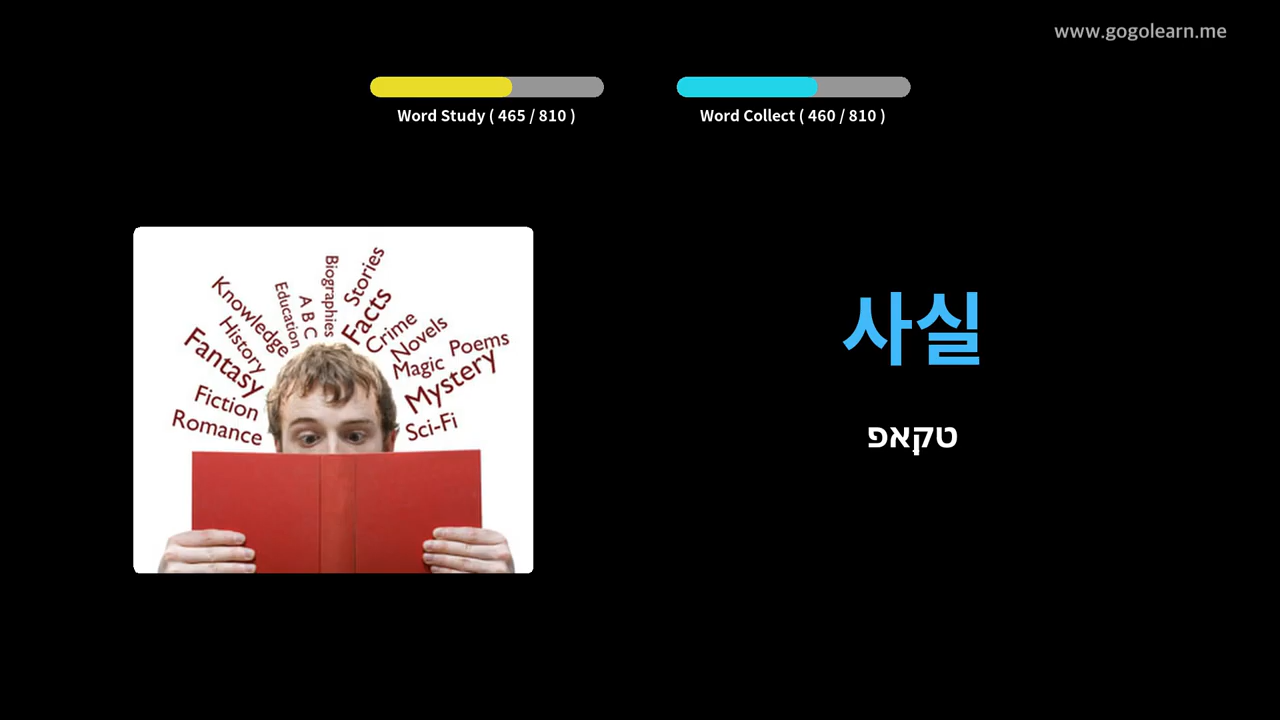 www.gogolearn.me
Word Study ( 465 / 810 )
Word Collect ( 460 / 810 )
Biographies
Stories
Education
A B C
Facts
Knowledge
Crime
History
Novels
Poems
Fantasy
Magic
Mystery
Fiction
Romance
Sci-Fi
사실
טקאפ